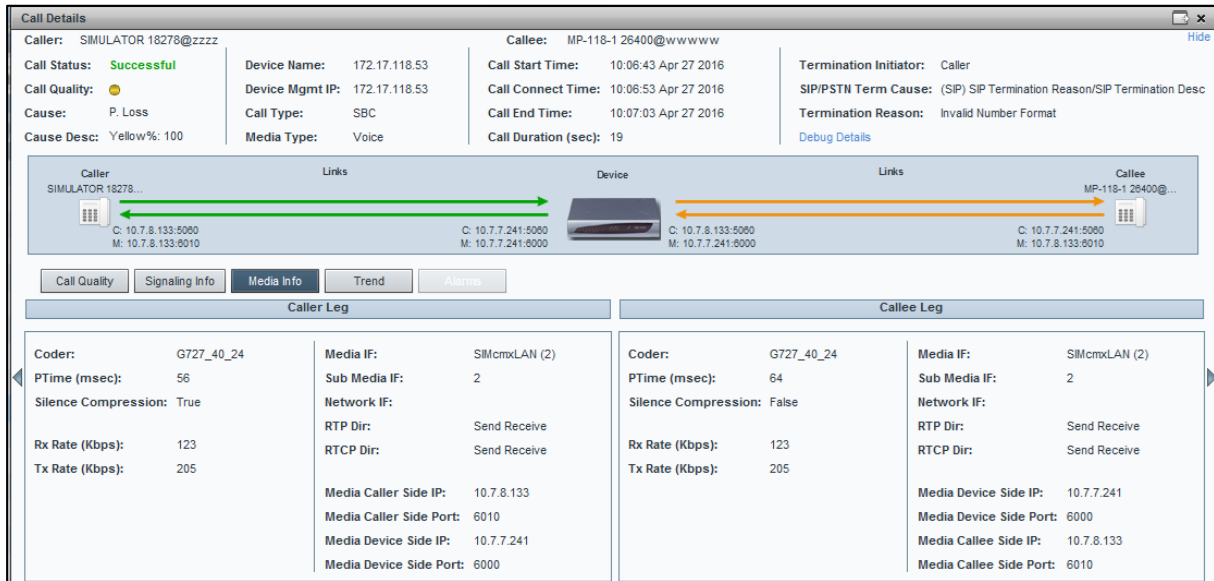 Call Details
Caller: SIMULATOR 18278@zzzz Callee: MP-118-1 26400@wwwww Hide
Call Status: Successful Device Name: 172.17.118.53 Call Start Time: 10:06:43 Apr 27 2016 Termination Initiator: Caller
Call Quality: Device Mgmt IP: 172.17.118.53 Call Connect Time: 10:06:53 Apr 27 2016 SIP/PSTN Term Cause: (SIP) SIP Termination Reason/SIP Termination Desc
Cause: P. Loss Call Type: SBC Call End Time: 10:07:03 Apr 27 2016 Termination Reason: Invalid Number Format
Cause Desc: Yellow%: 100 Media Type: Voice Call Duration (sec): 19 Debug Details
Caller Links Device Links Callee
SIMULATOR 18278... MP-118-1 26400@...
C: 10.7.8.133:5060 C: 10.7.7.241:5060 C: 10.7.8.133:5060 C: 10.7.7.241:5060
M: 10.7.8.133:6010 M: 10.7.7.241:6000 M: 10.7.7.241:6000 M: 10.7.8.133:6010
Call Quality Signaling Info Media Info Trend Alarms
Caller Leg Callee Leg
Coder: G727_40_24 Media IF: SIMcmxLAN (2) Coder: G727_40_24 Media IF: SIMcmxLAN (2)
PTime (msec): 56 Sub Media IF: 2 PTime (msec): 64 Sub Media IF: 2
Silence Compression: True Network IF: Silence Compression: False Network IF:
RTP Dir: Send Receive RTP Dir: Send Receive
Rx Rate (Kbps): 123 RTCP Dir: Send Receive Rx Rate (Kbps): 123 RTCP Dir: Send Receive
Tx Rate (Kbps): 205 Tx Rate (Kbps): 205
Media Caller Side IP: 10.7.8.133 Media Device Side IP: 10.7.7.241
Media Caller Side Port: 6010 Media Device Side Port: 6000
Media Device Side IP: 10.7.7.241 Media Callee Side IP: 10.7.8.133
Media Device Side Port: 6000 Media Callee Side Port: 6010